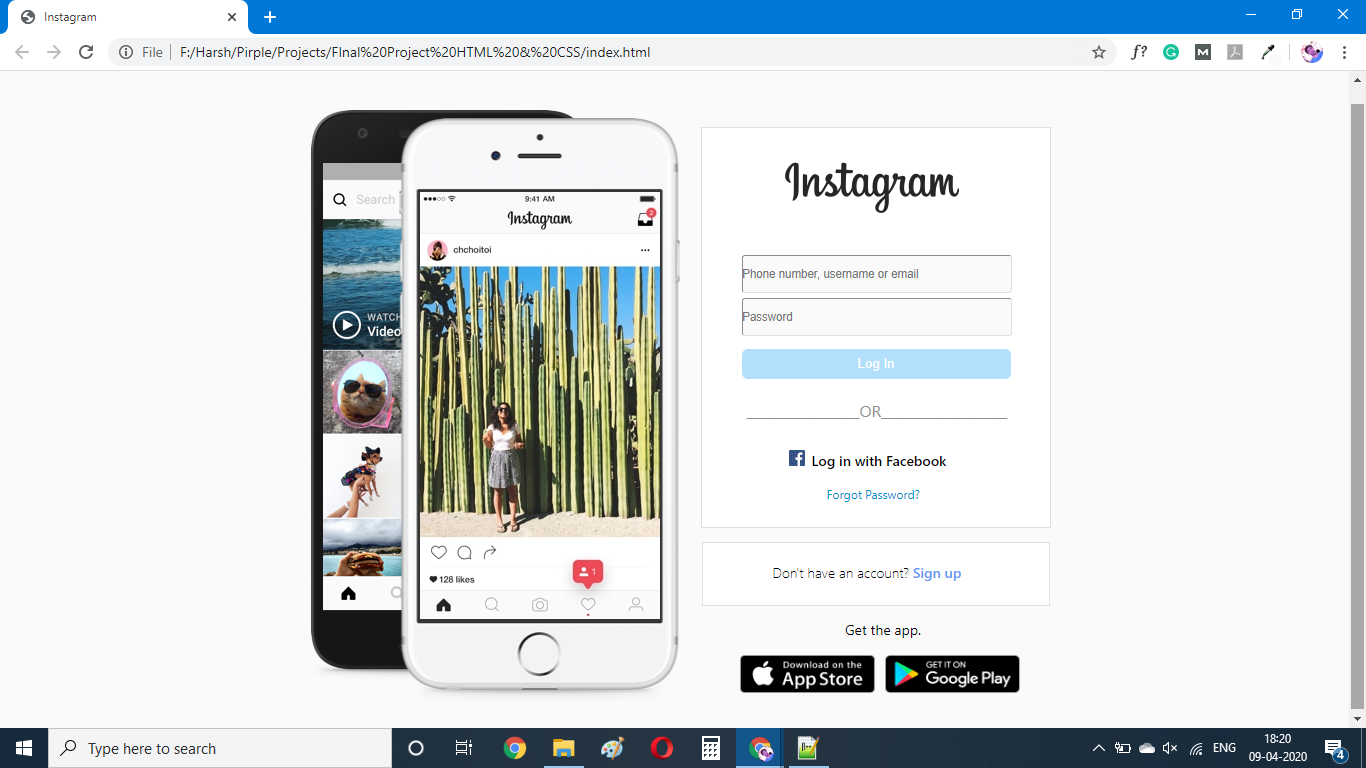 Instagram
File F:/Harsh/Pirple/Projects/FInal%20Project%20HTML%20&%20CSS/index.html
f?
M
Instagram
Search
9:41 AM
Instagram
2
chchoitoi
WATCH
Video
Phone number, username or email
Password
Log In
OR
Log in with Facebook
Forgot Password?
1
128 likes
Don't have an account? Sign up
Get the app.
Download on the
App Store
GET IT ON
Google Play
Type here to search
ENG
18:20
09-04-2020
4